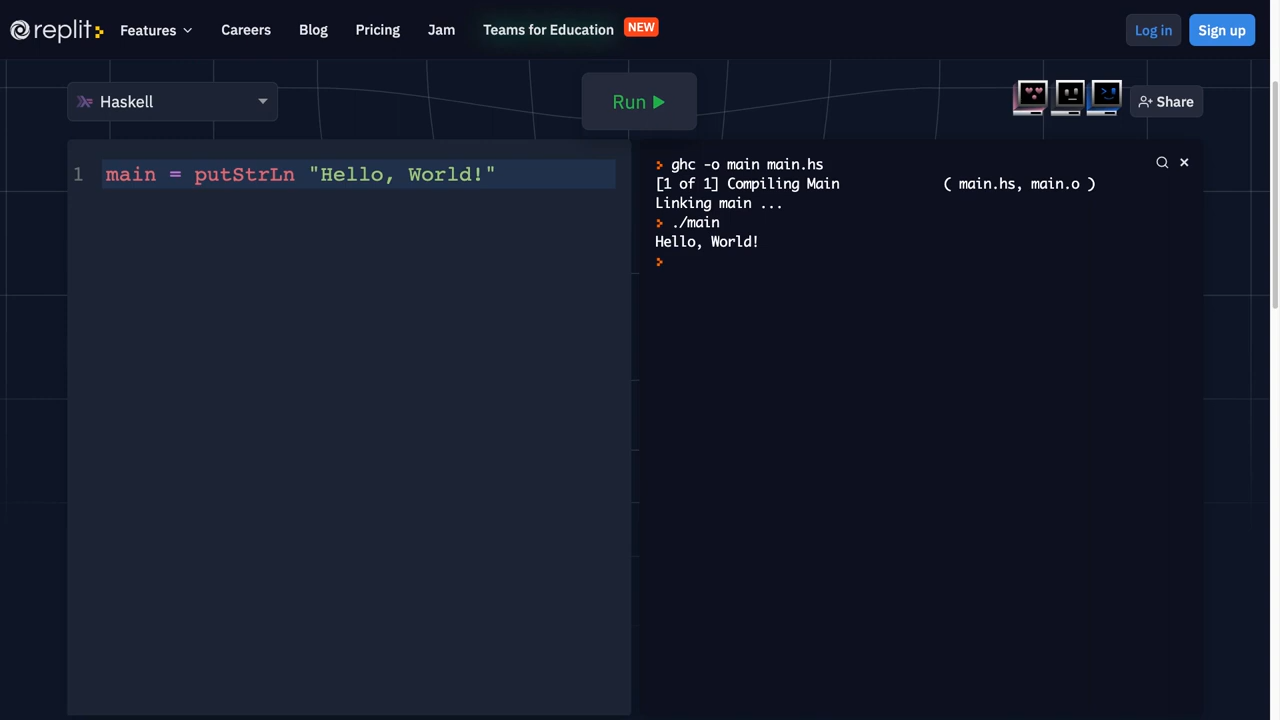 replit
Features
Careers
Blog
Pricing
Jam
Teams for Education
NEW
Log in
Sign up
Haskell
Run
Share
1 main = putStrLn "Hello, World!"
ghc -o main main.hs
[1 of 1] Compiling Main ( main.hs, main.o )
Linking main ...
./main
Hello, World!